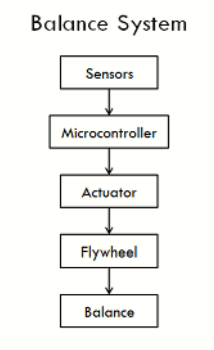 Balance System
Sensors
Microcontroller
Actuator
Flywheel
Balance